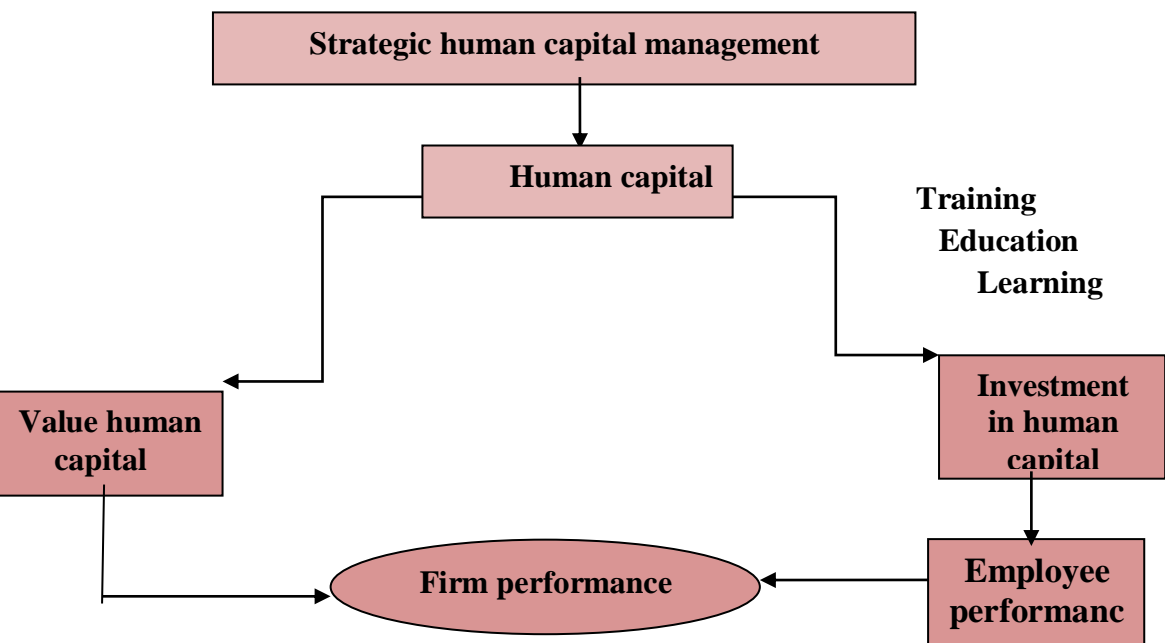 Strategic human capital management
Human capital
Training
Education
Learning
Value human
capital
Investment
in human
capital
Firm performance
Employee
performanc